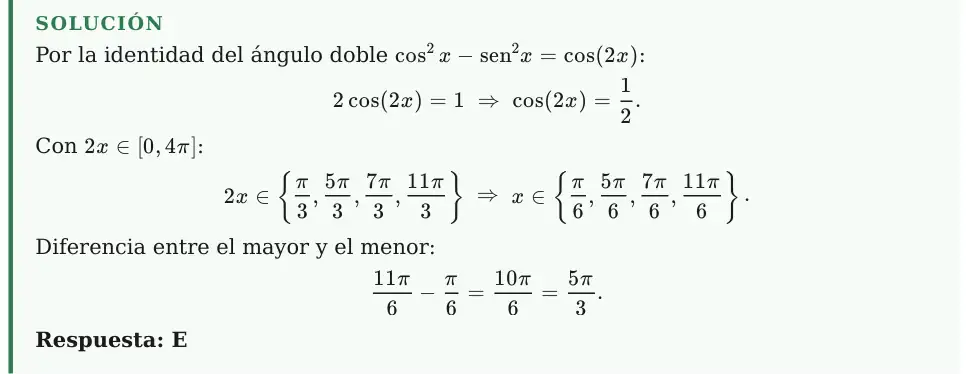 SOLUCIÓN
Por la identidad del ángulo doble cos² x − sen²x = cos(2x):
2 cos(2x) = 1 ⇒ cos(2x) = 1/2.
Con 2x ∈ [0, 4π]:
2x ∈ {π/3, 5π/3, 7π/3, 11π/3} ⇒ x ∈ {π/6, 5π/6, 7π/6, 11π/6}.
Diferencia entre el mayor y el menor:
11π/6 − π/6 = 10π/6 = 5π/3.
Respuesta: E